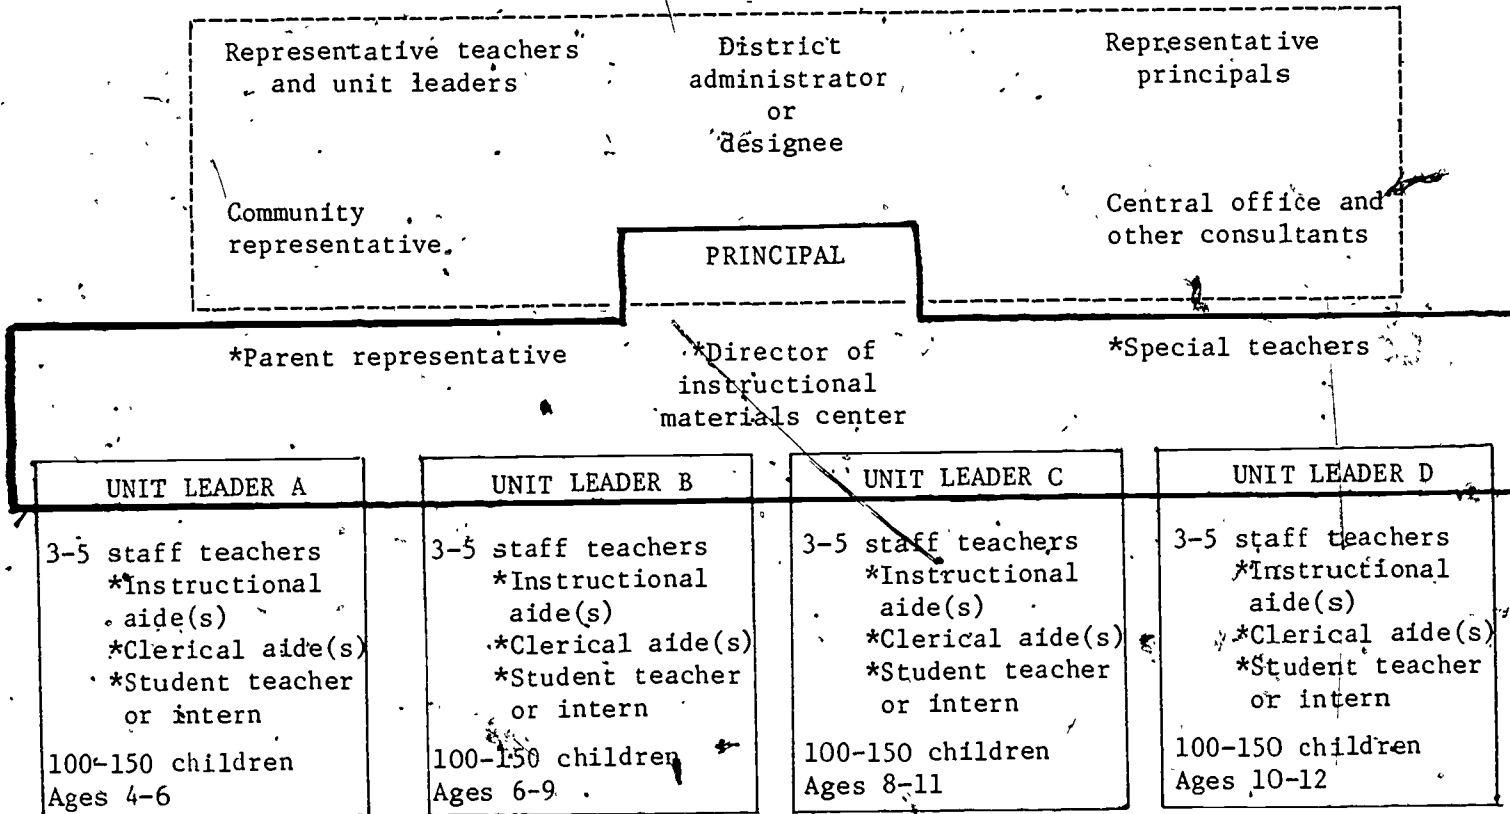 Representative teachers
and unit leaders
District
administrator
or
designee
Representative
principals
Community
representative
Central office and
other consultants
PRINCIPAL
*Parent representative
*Director of
instructional
materials center
*Special teachers
UNIT LEADER A
3-5 staff teachers
*Instructional
aide(s)
*Clerical aide(s)
*Student teacher
or intern
100-150 children
Ages 4-6
UNIT LEADER B
3-5 staff teachers
*Instructional
aide(s)
*Clerical aide(s)
*Student teacher
or intern
100-150 children
Ages 6-9
UNIT LEADER C
3-5 staff teachers
*Instructional
aide(s)
*Clerical aide(s)
*Student teacher
or intern
100-150 children
Ages 8-11
UNIT LEADER D
3-5 staff teachers
*Instructional
aide(s)
*Clerical aide(s)
*Student teacher
or intern
100-150 children
Ages 10-12